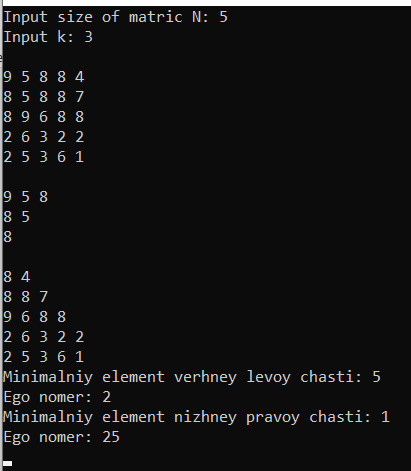 Input size of matric N: 5
Input k: 3
9 5 8 8 4
8 5 8 8 7
8 9 6 8 8
2 6 3 2 2
2 5 3 6 1
9 5 8
8 5
8
8 4
8 8 7
9 6 8 8
2 6 3 2 2
2 5 3 6 1
Minimalniy element verhney levoy chasti: 5
Ego nomer: 2
Minimalniy element nizhney pravoy chasti: 1
Ego nomer: 25